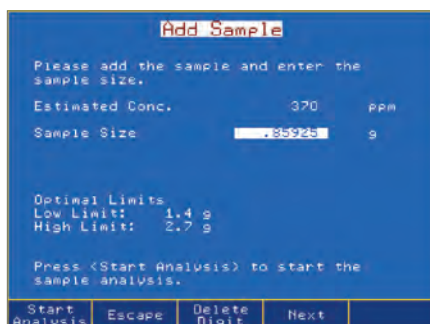 Add Sample
Please add the sample and enter the
sample size.
Estimated Conc. 370 ppm
Sample Size .85925 g
Optimal Limits
Low Limit: 1.4 g
High Limit: 2.7 g
Press <Start Analysis> to start the
sample analysis.
Start Analysis Escape Delete Digit Next